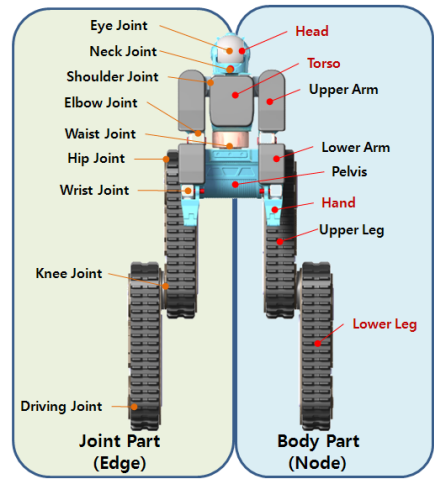 Eye Joint
Neck Joint
Shoulder Joint
Elbow Joint
Waist Joint
Hip Joint
Wrist Joint
Knee Joint
Driving Joint
Joint Part
(Edge)
Head
Torso
Upper Arm
Lower Arm
Pelvis
Hand
Upper Leg
Lower Leg
Body Part
(Node)